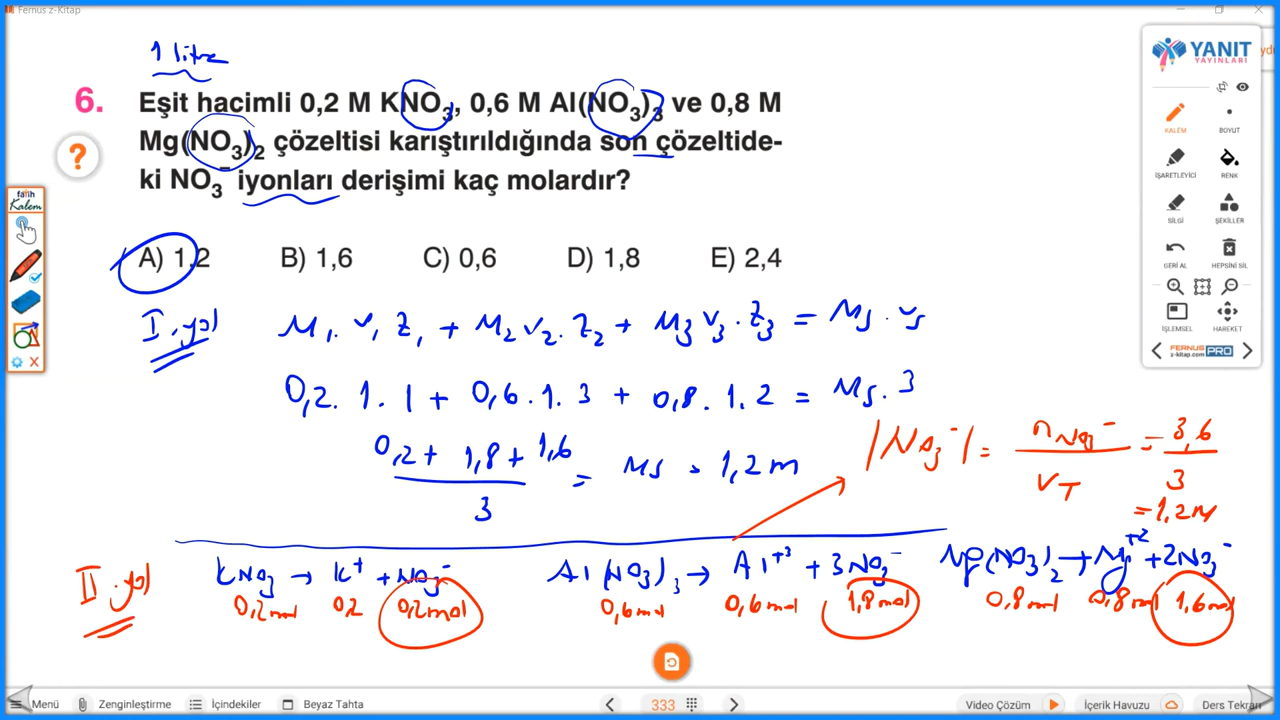 Fernus z-Kitap
1 litre
6. Eşit hacimli 0,2 M KNO3, 0,6 M Al(NO3)3 ve 0,8 M
Mg(NO3)2 çözeltisi karıştırıldığında son çözeltide-
ki NO3⁻ iyonları derişimi kaç molardır?
?
A) 1,2 B) 1,6 C) 0,6 D) 1,8 E) 2,4
I. yol
M1. V1 Z1 + M2 V2. Z2 + M3 V3. Z3 = Ms. Vs
0,2. 1. 1 + 0,6. 1. 3 + 0,8. 1. 2 = Ms. 3
0,2 + 1,8 + 1,6
3
= Ms = 1,2 M
|NO3⁻| = nNO3⁻ / VT = 3,6 / 3
= 1,2 M
II. yol
KNO3 → K⁺ + NO3⁻
0,2 mol 0,2 0,2 mol
Al(NO3)3 → Al⁺³ + 3NO3⁻
0,6 mol 0,6 mol 1,8 mol
Mg(NO3)2 → Mg⁺² + 2NO3⁻
0,8 mol 0,8 mol 1,6 mol
fatih
Kalem
YANIT
YAYINLARI
KALEM BOYUT
İŞARETLEYİCİ RENK
SİLGİ ŞEKİLLER
GERİ AL HEPSİNİ SİL
İŞLEMSEL HAREKET
FERNUS
z-kitap.com PRO
Menü Zenginleştirme İçindekiler Beyaz Tahta 333 Video Çözüm İçerik Havuzu Ders Tekrarı